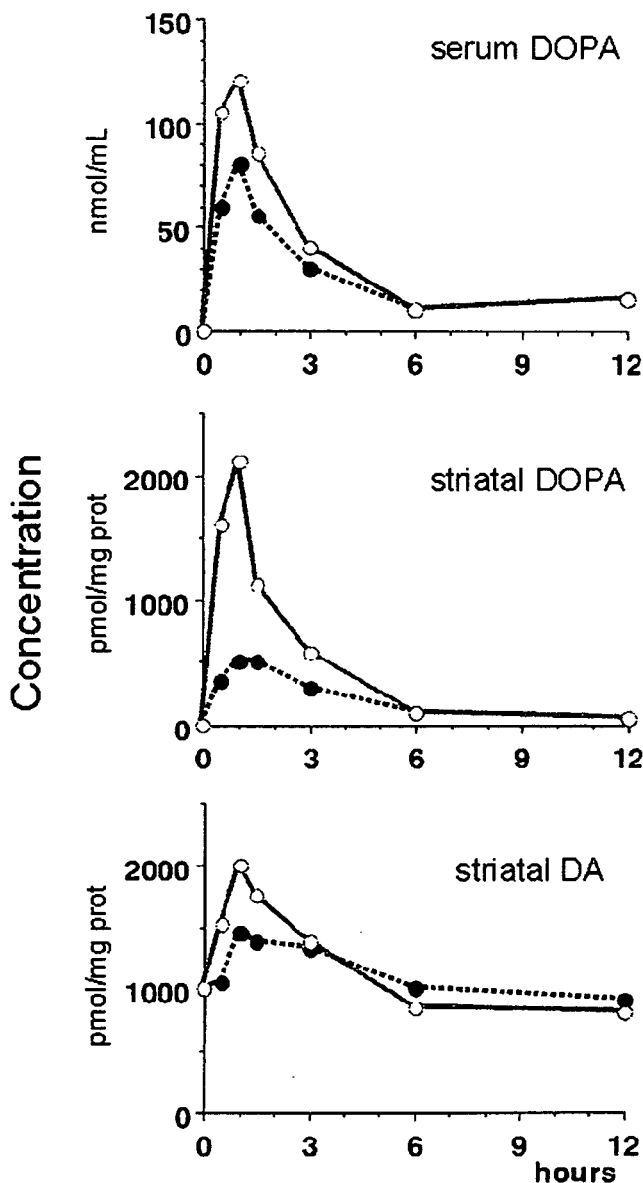 serum DOPA
nmol/mL
150
100
50
0
0 3 6 9 12
Concentration
striatal DOPA
pmol/mg prot
2000
1000
0
0 3 6 9 12
striatal DA
pmol/mg prot
2000
1000
0
0 3 6 9 12
hours